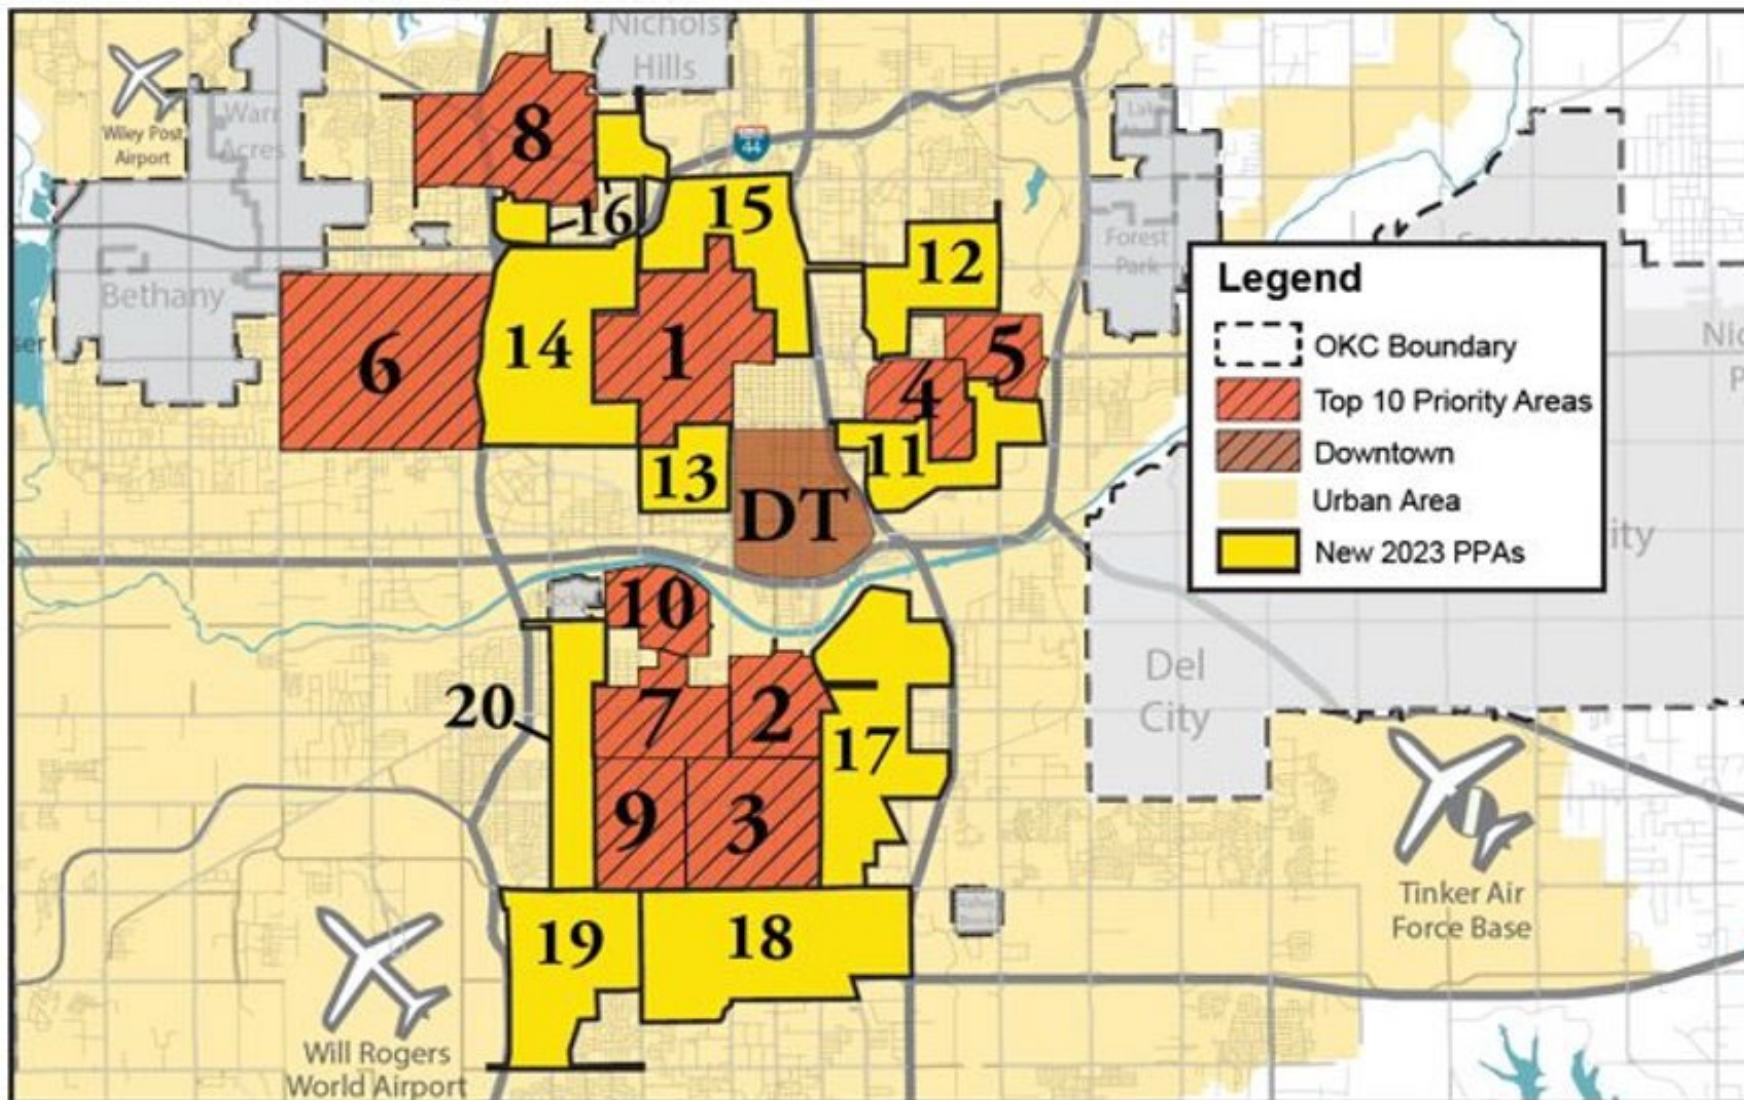 Nichols
Hills
Wiley Post
Airport
Warr
Acres
8
44
16
15
12
Forest
Park
Bethany
6
14
1
5
4
13
11
DT
10
20
7
2
17
9
3
19
18
Will Rogers
World Airport
Del
City
Tinker Air
Force Base
Legend
OKC Boundary
Top 10 Priority Areas
Downtown
Urban Area
New 2023 PPAs